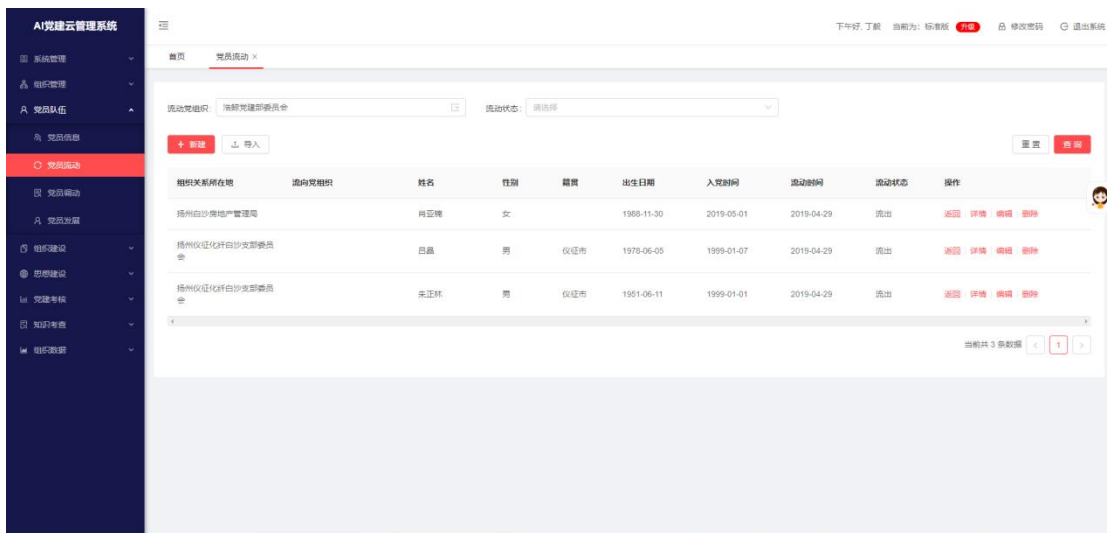 AI党建云管理系统
下午好, 丁毅 当前为: 标准版 升级 修改密码 退出系统
系统管理
组织管理
党员队伍
党员信息
党员流动
党员调动
党员发展
组织建设
思想建设
党建考核
知识考查
组织数据
首页 党员流动 ×
流动党组织: 浩鲸党建部委员会 流动状态: 请选择
+ 新建 导入 重置 查询
组织关系所在地 流向党组织 姓名 性别 籍贯 出生日期 入党时间 流动时间 流动状态 操作
扬州白沙房地产管理局 肖亚琬 女 1988-11-30 2019-05-01 2019-04-29 流出 返回 详情 编辑 删除
扬州仪征化纤白沙支部委员会 吕晶 男 仪征市 1978-06-05 1999-01-07 2019-04-29 流出 返回 详情 编辑 删除
扬州仪征化纤白沙支部委员会 朱正林 男 仪征市 1951-06-11 1999-01-01 2019-04-29 流出 返回 详情 编辑 删除
当前共 3 条数据 < 1 >